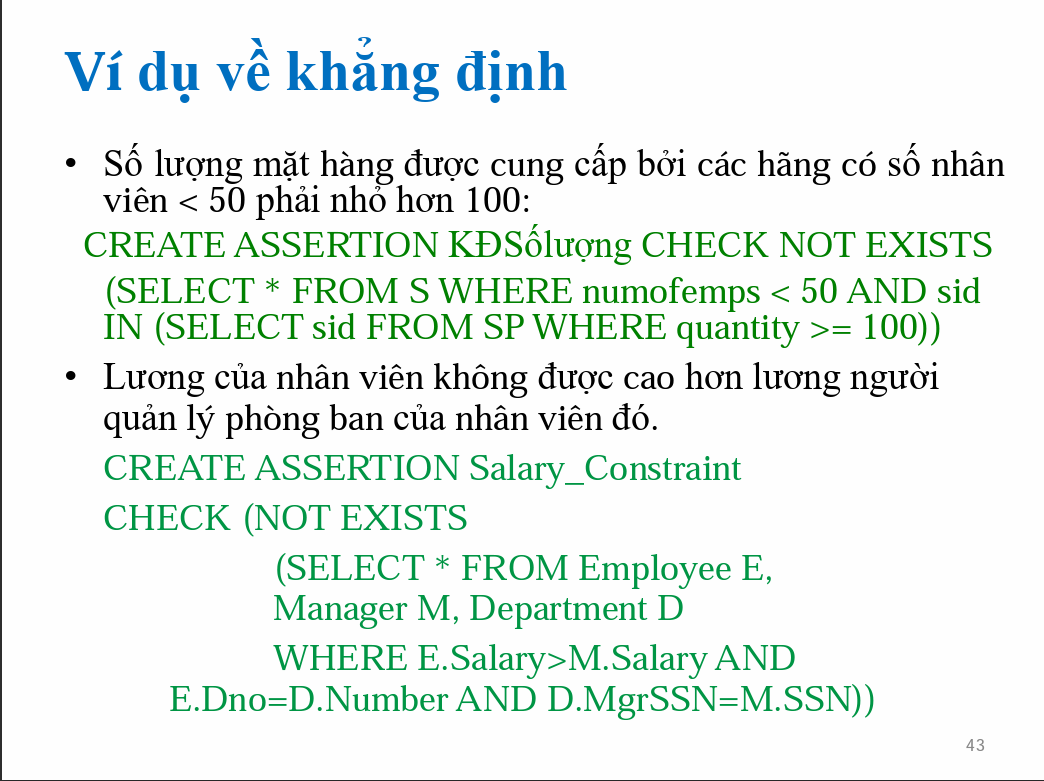 Ví dụ về khẳng định
• Số lượng mặt hàng được cung cấp bởi các hãng có số nhân
viên < 50 phải nhỏ hơn 100:
CREATE ASSERTION KĐSốlượng CHECK NOT EXISTS
(SELECT * FROM S WHERE numofemps < 50 AND sid
IN (SELECT sid FROM SP WHERE quantity >= 100))
• Lương của nhân viên không được cao hơn lương người
quản lý phòng ban của nhân viên đó.
CREATE ASSERTION Salary_Constraint
CHECK (NOT EXISTS
(SELECT * FROM Employee E,
Manager M, Department D
WHERE E.Salary>M.Salary AND
E.Dno=D.Number AND D.MgrSSN=M.SSN))
43